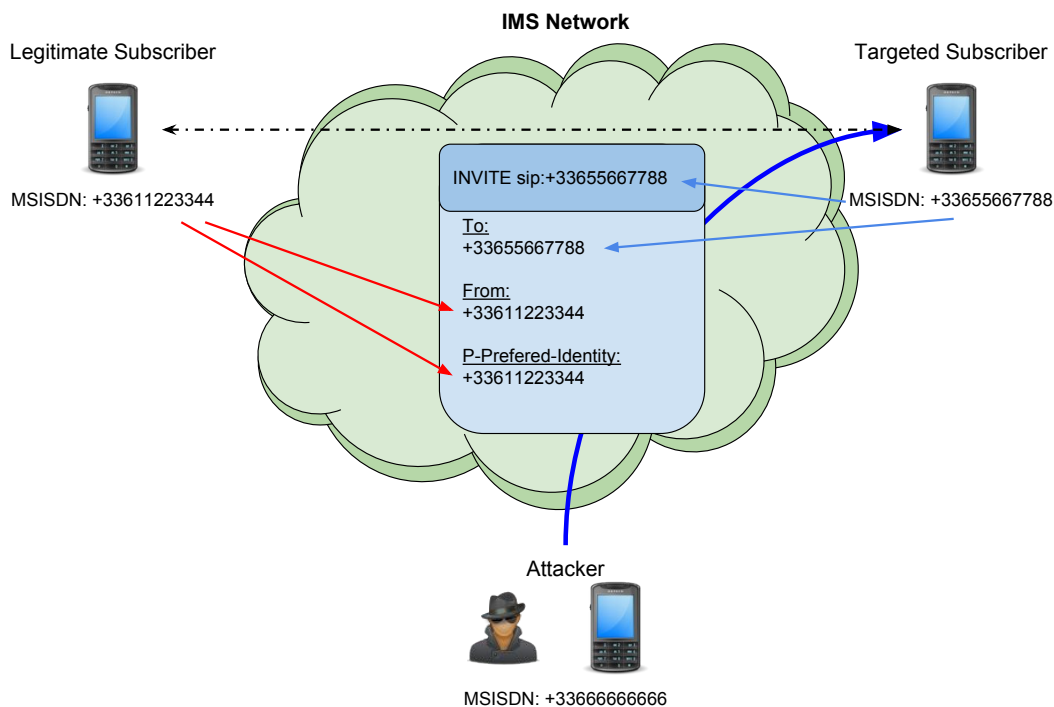 IMS Network
Legitimate Subscriber
Targeted Subscriber
MSISDN: +33611223344
MSISDN: +33655667788
INVITE sip:+33655667788
To:
+33655667788
From:
+33611223344
P-Prefered-Identity:
+33611223344
Attacker
MSISDN: +33666666666